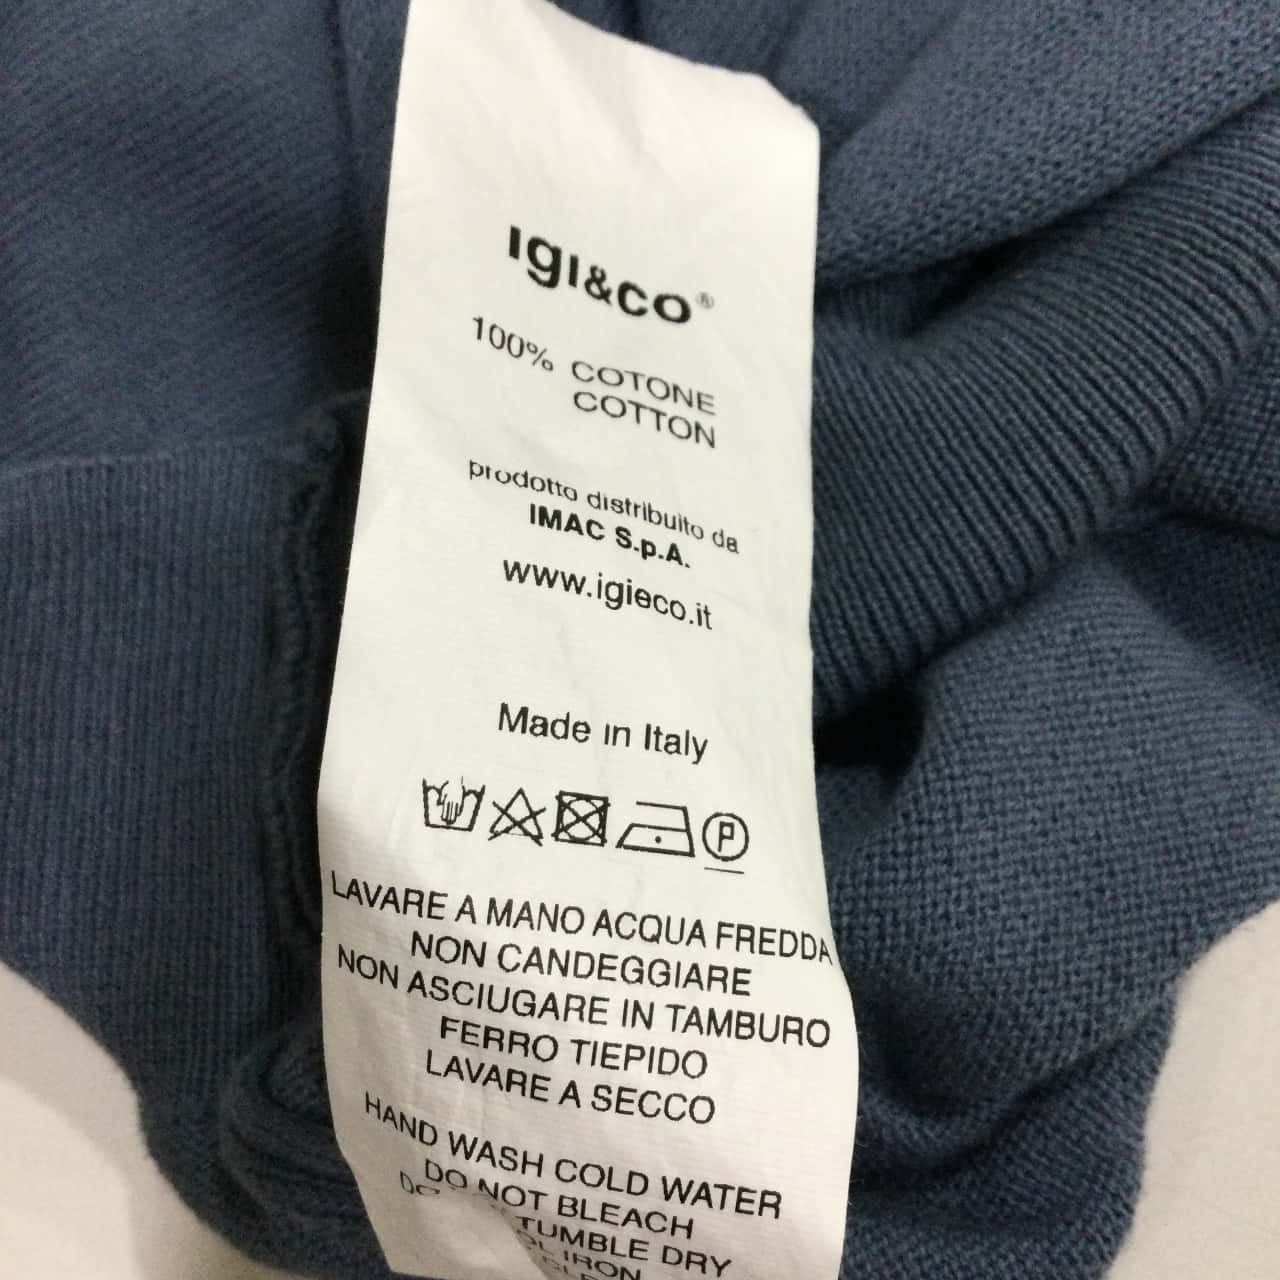 IGI&CO®
100% COTONE
COTTON
prodotto distribuito da
IMAC S.p.A.
www.igieco.it
Made in Italy
P
LAVARE A MANO ACQUA FREDDA
NON CANDEGGIARE
NON ASCIUGARE IN TAMBURO
FERRO TIEPIDO
LAVARE A SECCO
HAND WASH COLD WATER
DO NOT BLEACH
TUMBLE DRY
IRON